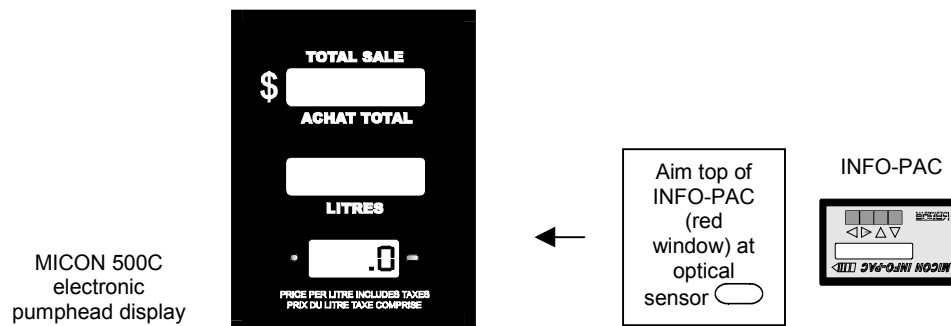 TOTAL SALE
$
ACHAT TOTAL
LITRES
.0
PRICE PER LITRE INCLUDES TAXES
PRIX DU LITRE TAXE COMPRISE
MICON 500C
electronic
pumphead display
Aim top of
INFO-PAC
(red
window) at
optical
sensor
INFO-PAC
MICON INFO-PAC